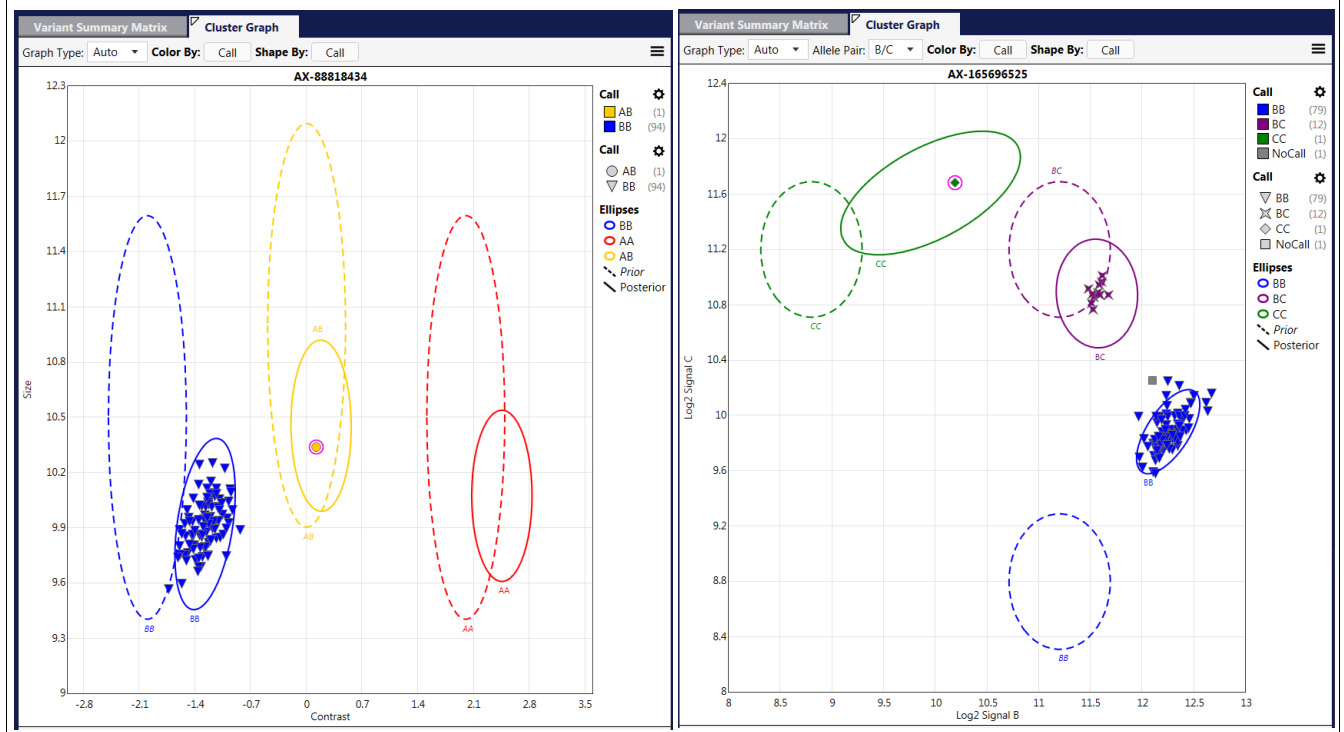 Variant Summary Matrix
Cluster Graph
Graph Type: Auto Color By: Call Shape By: Call
AX-88818434
12.3
12
11.7
11.4
11.1
10.8
10.5
10.2
9.9
9.6
9.3
9
Size
-2.8 -2.1 -1.4 -0.7 0 0.7 1.4 2.1 2.8 3.5
Contrast
BB
BB
AB
AB
AA
AA
Call
AB (1)
BB (94)
Call
AB (1)
BB (94)
Ellipses
BB
AA
AB
Prior
Posterior
Variant Summary Matrix
Cluster Graph
Graph Type: Auto Allele Pair: B/C Color By: Call Shape By: Call
AX-165696525
12.4
12
11.6
11.2
10.8
10.4
10
9.6
9.2
8.8
8.4
8
Log2 Signal C
8 8.5 9 9.5 10 10.5 11 11.5 12 12.5 13
Log2 Signal B
BC
CC
CC
BC
BB
BB
Call
BB (79)
BC (12)
CC (1)
NoCall (1)
Call
BB (79)
BC (12)
CC (1)
NoCall (1)
Ellipses
BB
BC
CC
Prior
Posterior